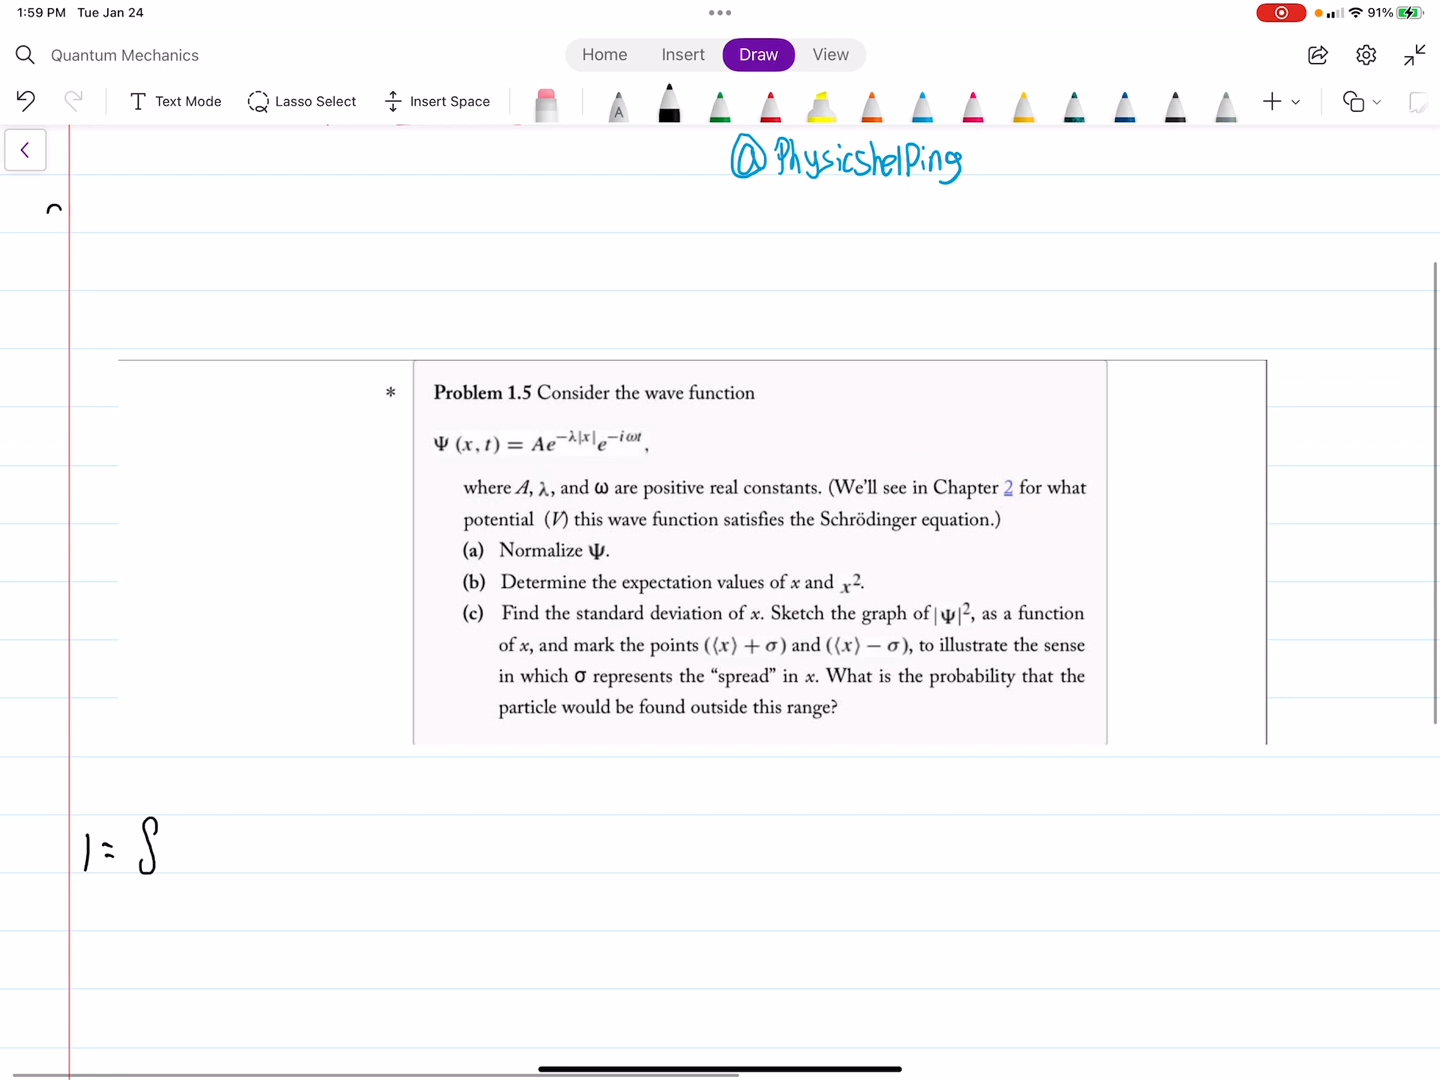 1:59 PM Tue Jan 24
91%
Quantum Mechanics
Home Insert Draw View
Text Mode Lasso Select Insert Space
A
@Physicshelping
* Problem 1.5 Consider the wave function
Ψ (x, t) = Ae^{−λ|x|}e^{−iωt},
where A, λ, and ω are positive real constants. (We'll see in Chapter 2 for what
potential (V) this wave function satisfies the Schrödinger equation.)
(a) Normalize Ψ.
(b) Determine the expectation values of x and x².
(c) Find the standard deviation of x. Sketch the graph of |Ψ|², as a function
of x, and mark the points (⟨x⟩ + σ) and (⟨x⟩ − σ), to illustrate the sense
in which σ represents the “spread” in x. What is the probability that the
particle would be found outside this range?
1= ∫